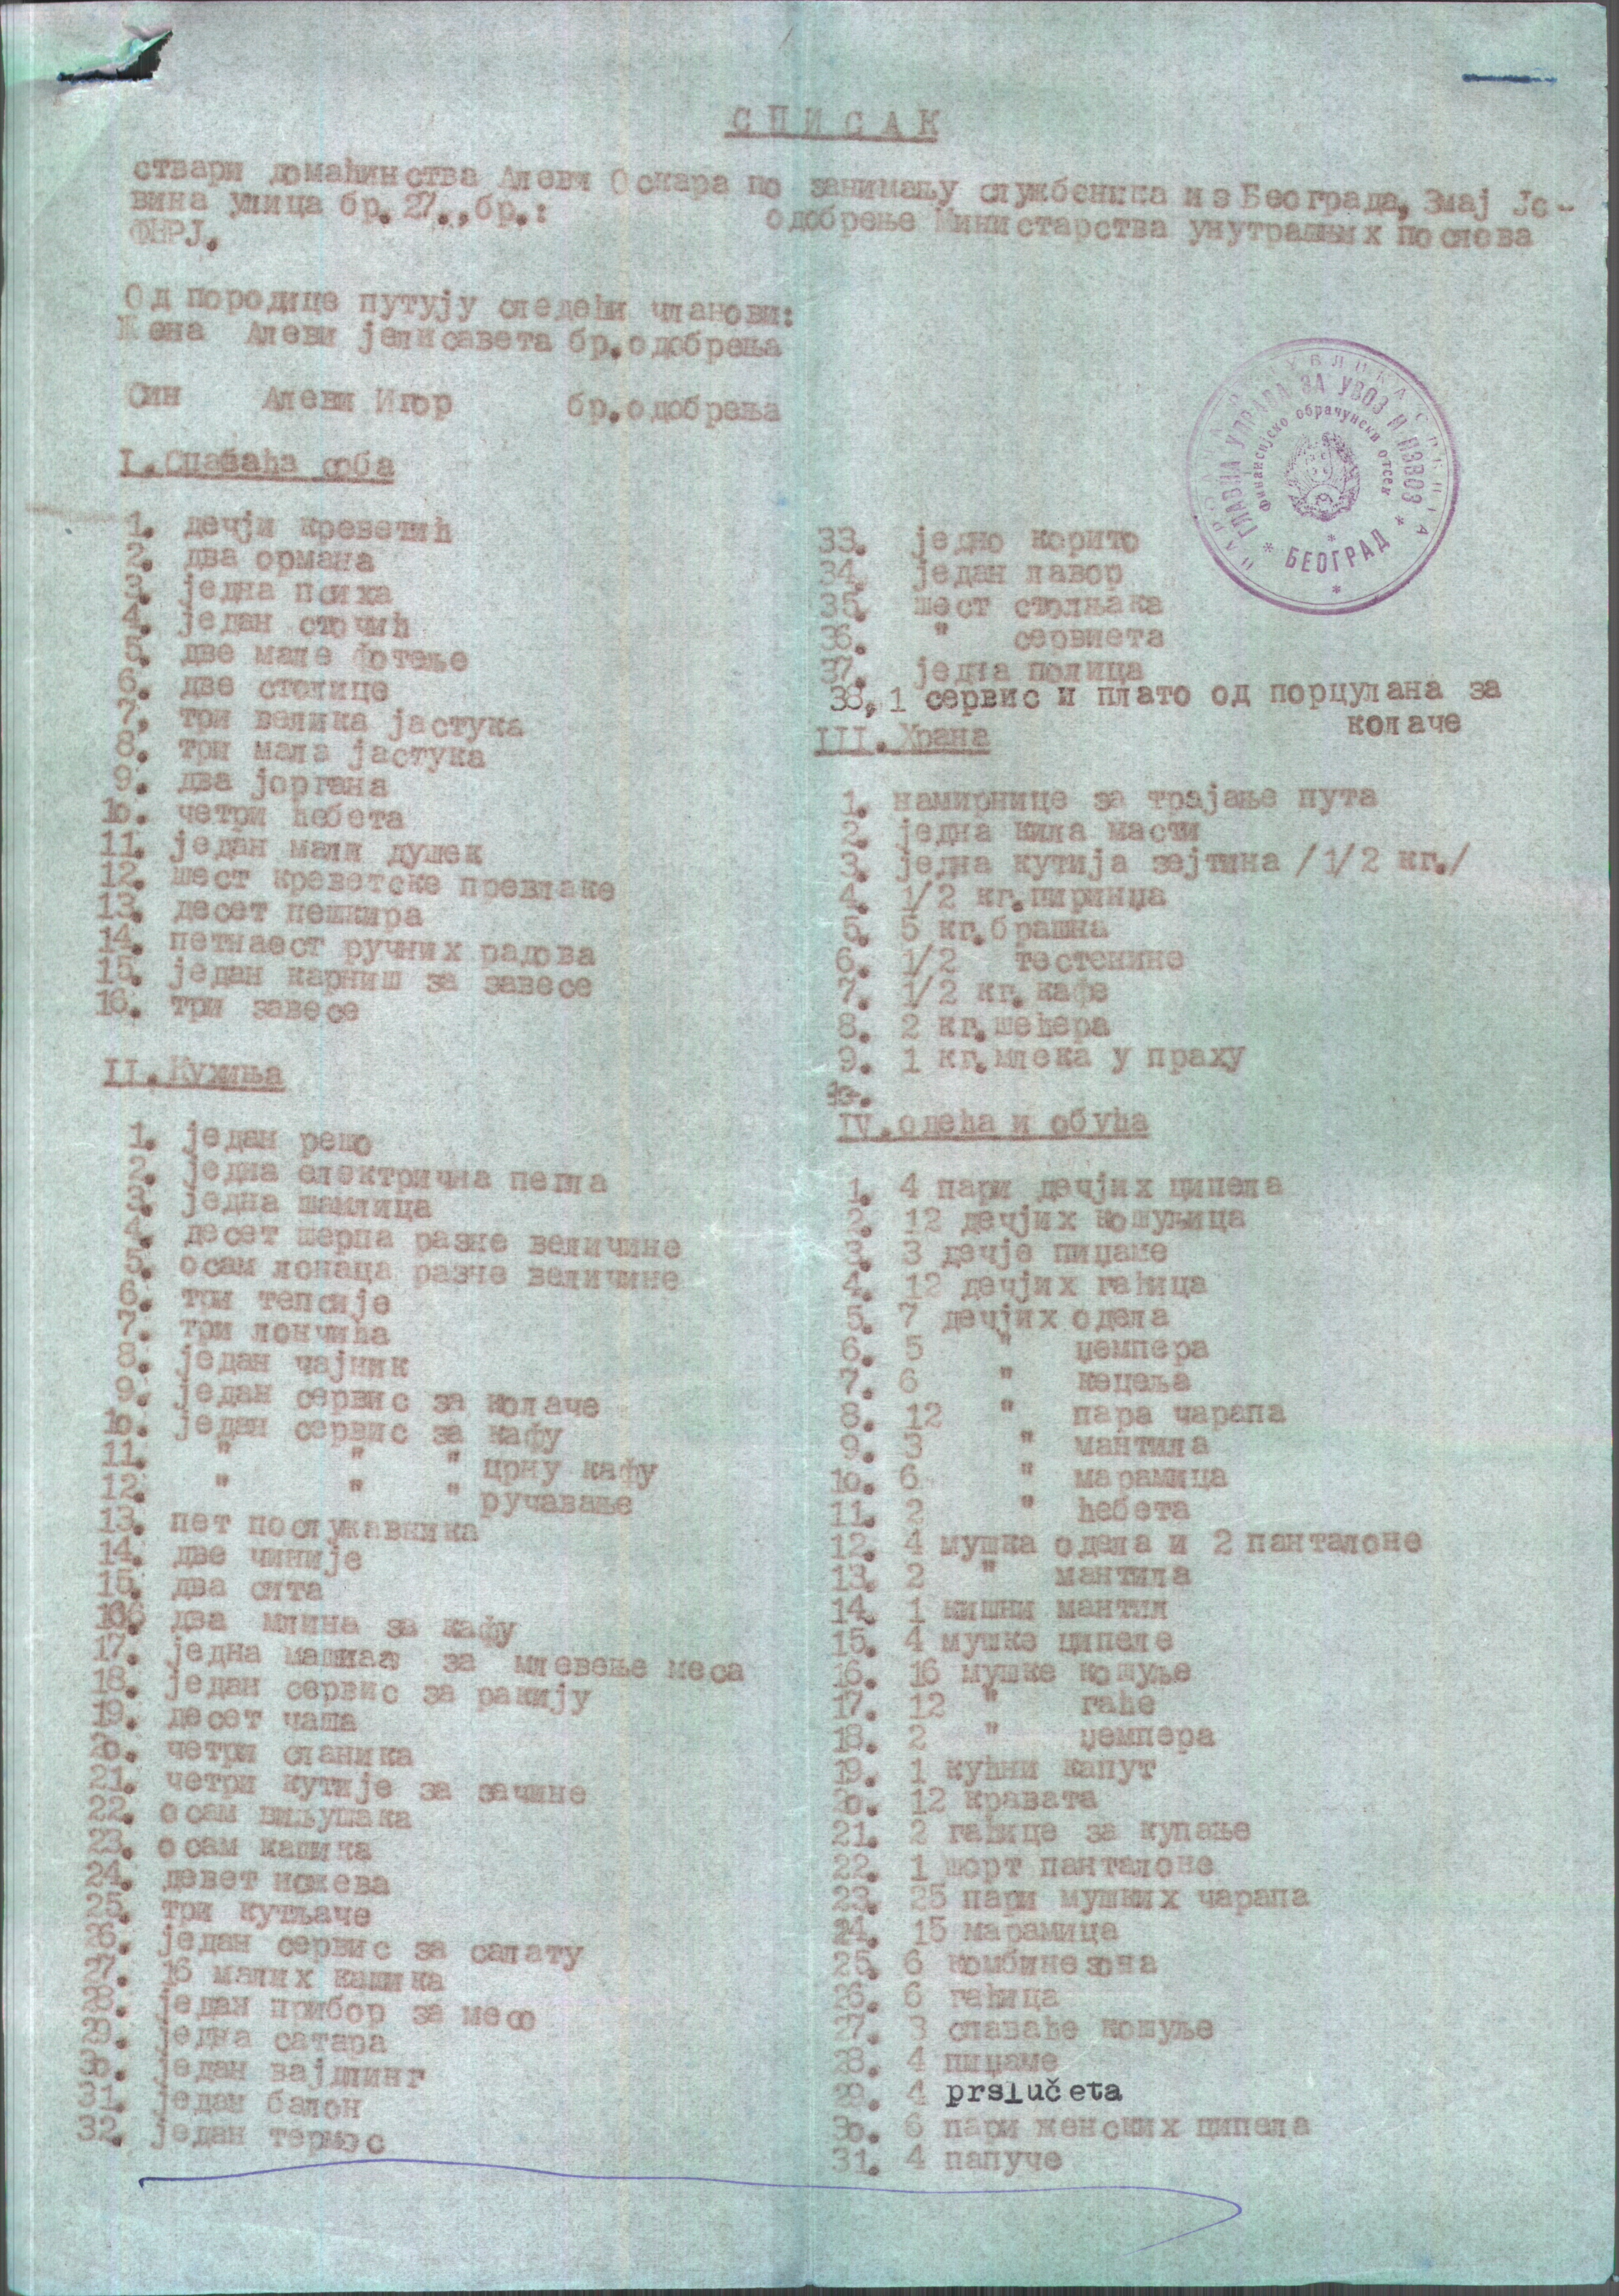 СПИСАК
ствари домаћинства Алеви Оскара по занимању службеника из Београда, Змај Јо-
вина улица бр. 27.,бр.: одобрење Министарства унутрашњих послова
ФНРЈ.
Од породице путују следећи чланови:
Жена Алеви јелисавета бр.одобрења
Син Алеви Игор бр.одобрења
I.Спаваћа соба
1. дечји креветић
2. два ормана
3. једна психа
4. један сточић
5. две мале фотеље
6. две столице
7. три велика јастука
8. три мала јастука
9. два јоргана
10. четри ћебета
11. један мали душек
12. шест креветске превлаке
13. десет пешкира
14. петнаест ручних радова
15. један карниш за завесе
16. три завесе
II.Кухиња
1. један решо
2. једна електрична пегла
3. једна шамлица
4. десет шерпа разне величине
5. осам лонаца разне величине
6. три тепсије
7. три лончића
8. један чајник
9. један сервис за колаче
10. један сервис за кафу
11. " " " црну кафу
12. " " " ручавање
13. пет послужавника
14. две чиније
15. два сита
16. два млина за кафу
17. једна машиаа за млевење меса
18. један сервис за ракију
19. десет чаша
20. четри сланика
21. четри кутије за зачине
22. осам виљушака
23. осам кашика
24. девет ножева
25. три кутљаче
26. један сервис за салату
27. 16 малих кашика
28. један прибор за месо
29. једна сатара
30. један вајдлинг
31. један балон
32. један термос
33. једно корито
34. један лавор
35. шест столњака
36. " сервиета
37. једна полица
38, 1 сервис и плато од порцулана за
колаче
III.Храна
1. намирнице за трајање пута
2. једна кила масти
3. једна кутија зејтина /1/2 кг./
4. 1/2 кг.пиринџа
5. 5 кг.брашна
6. 1/2 тестенине
7. 1/2 кг.кафе
8. 2 кг.шећера
9. 1 кг.млека у праху
10.
IV.одећа и обућа
1. 4 пари дечјих ципела
2. 12 дечјих кошуљица
3. 3 дечје пиџаме
4. 12 дечјих гаћица
5. 7 дечјих одела
6. 5 " џемпера
7. 6 " кецеља
8. 12 " пара чарапа
9. 3 " мантила
10. 6 " марамица
11. 2 " ћебета
12. 4 мушка одела и 2 панталоне
13. 2 " мантила
14. 1 кишни мантил
15. 4 мушке ципеле
16. 16 мушке кошуље
17. 12 " гаће
18. 2 " џемпера
19. 1 кућни капут
20. 12 кравата
21. 2 гаћице за купање
22. 1 шорт панталоне
23. 25 пари мушких чарапа
24. 15 марамица
25. 6 комбинезона
26. 6 гаћица
27. 3 спаваће кошуље
28. 4 пиџаме
29. 4 prslučeta
30. 6 пари женских ципела
31. 4 папуче
НАРОДНА РЕПУБЛИКА СРБИЈА
ГЛАВНА УПРАВА ЗА УВОЗ И ИЗВОЗ
Финансијско обрачунски отсек
* БЕОГРАД *